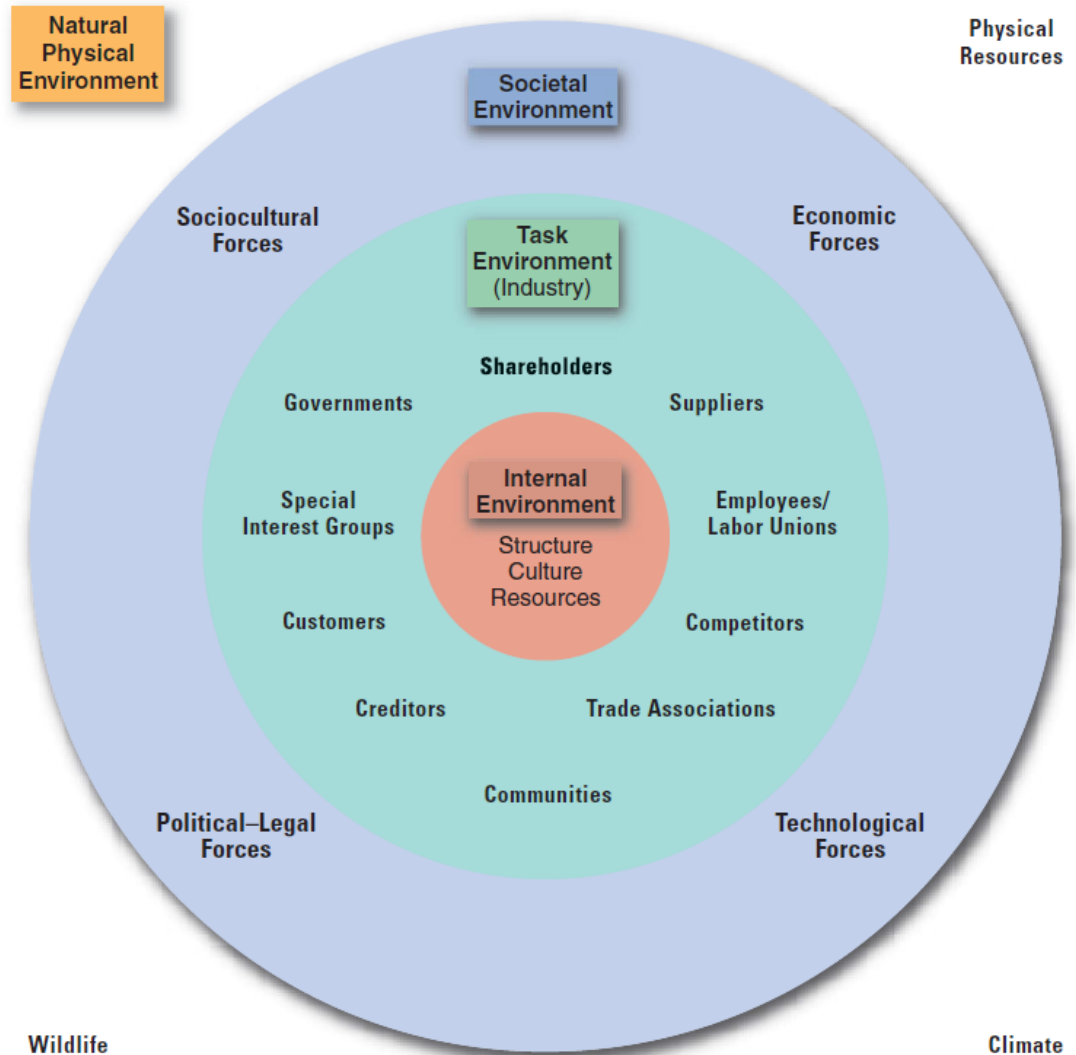 Natural
Physical
Environment
Physical
Resources
Societal
Environment
Sociocultural
Forces
Economic
Forces
Task
Environment
(Industry)
Shareholders
Governments
Suppliers
Internal
Environment
Structure
Culture
Resources
Special
Interest Groups
Employees/
Labor Unions
Customers
Competitors
Creditors
Trade Associations
Communities
Political–Legal
Forces
Technological
Forces
Wildlife
Climate